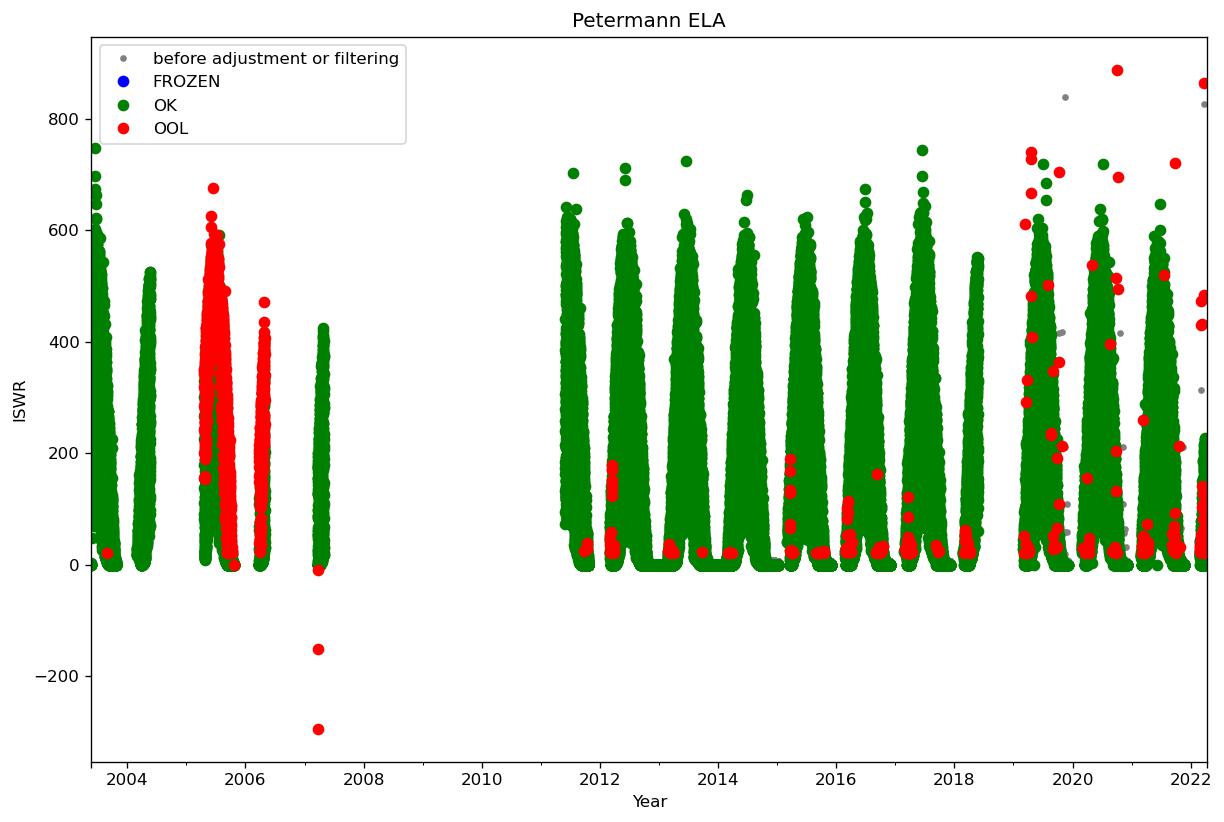 Petermann ELA
before adjustment or filtering
FROZEN
OK
OOL
800
600
400
200
0
−200
ISWR
2004 2006 2008 2010 2012 2014 2016 2018 2020 2022
Year